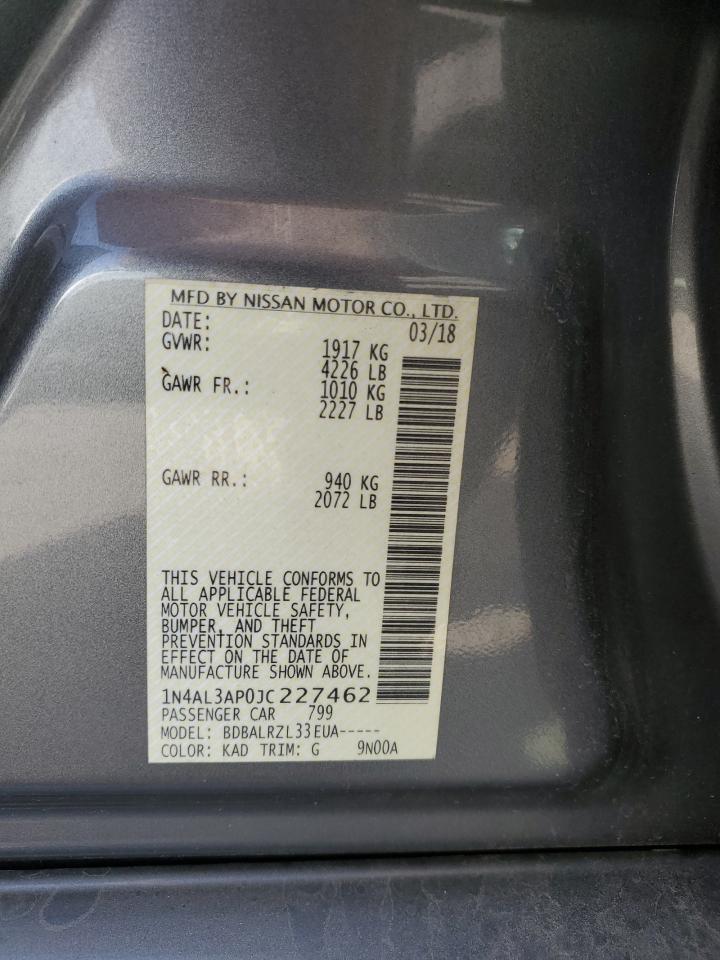 MFD BY NISSAN MOTOR CO., LTD.
DATE: 03/18
GVWR: 1917 KG
4226 LB
GAWR FR.: 1010 KG
2227 LB
GAWR RR.: 940 KG
2072 LB
THIS VEHICLE CONFORMS TO
ALL APPLICABLE FEDERAL
MOTOR VEHICLE SAFETY,
BUMPER, AND THEFT
PREVENTION STANDARDS IN
EFFECT ON THE DATE OF
MANUFACTURE SHOWN ABOVE.
1N4AL3AP0JC227462
PASSENGER CAR 799
MODEL: BDBALRZL33EUA-----
COLOR: KAD TRIM: G 9N00A